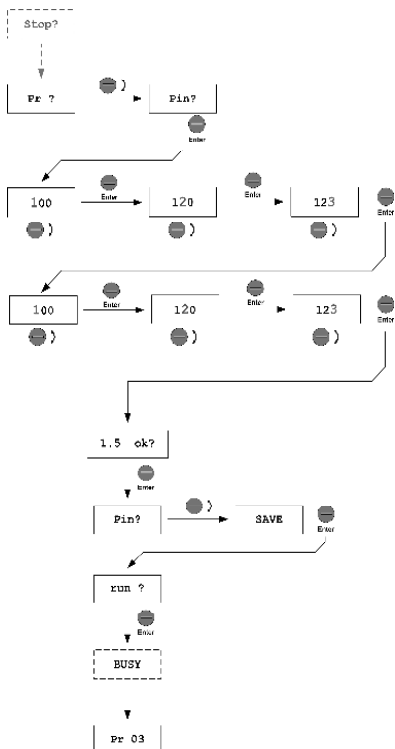 Stop?
Pr ? Pin?
Enter
100 Enter 120 Enter 123 Enter
100 Enter 120 Enter 123 Enter
1.5 ok?
Enter
Pin? SAVE Enter
run ?
Enter
BUSY
Pr 03